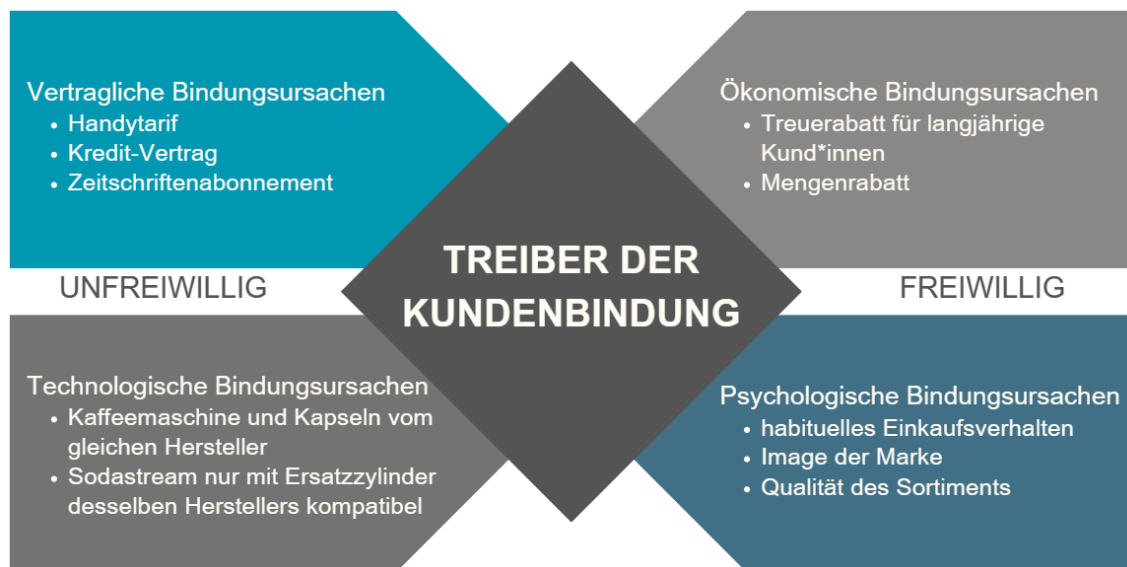 Vertragliche Bindungsursachen
• Handytarif
• Kredit-Vertrag
• Zeitschriftenabonnement
Ökonomische Bindungsursachen
• Treuerabatt für langjährige
Kund*innen
• Mengenrabatt
TREIBER DER
KUNDENBINDUNG
UNFREIWILLIG
FREIWILLIG
Technologische Bindungsursachen
• Kaffeemaschine und Kapseln vom
gleichen Hersteller
• Sodastream nur mit Ersatzzylinder
desselben Herstellers kompatibel
Psychologische Bindungsursachen
• habituelles Einkaufsverhalten
• Image der Marke
• Qualität des Sortiments